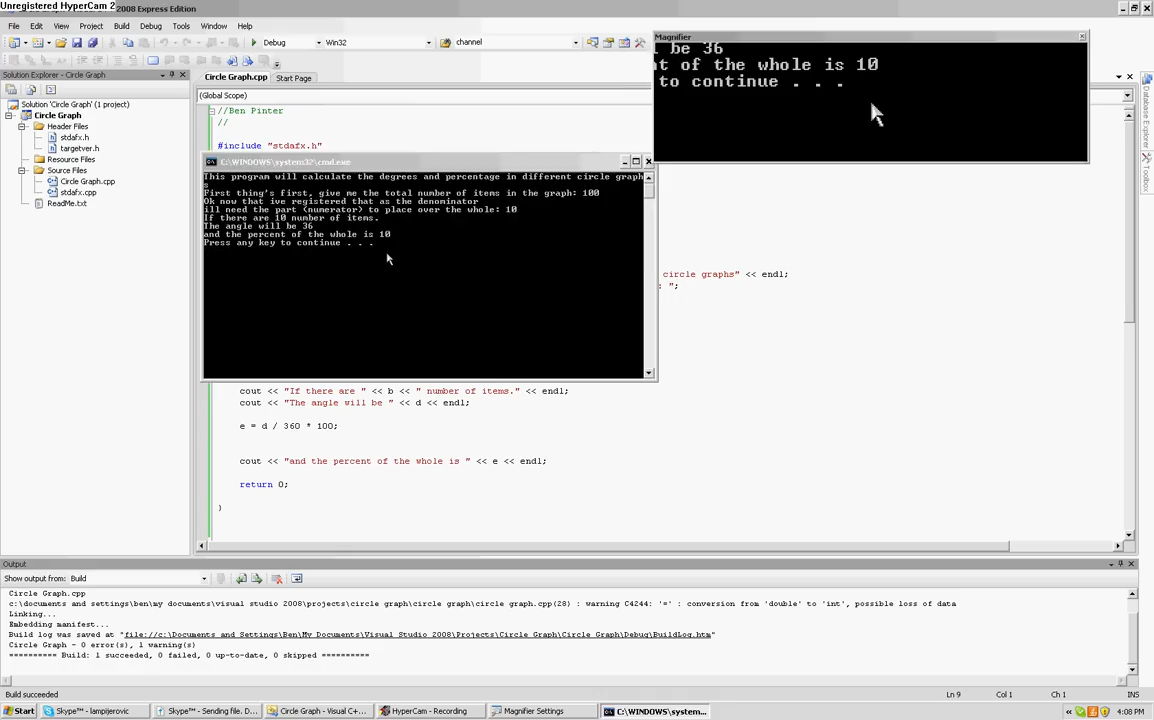 Unregistered HyperCam 2
2008 Express Edition
File Edit View Project Build Debug Tools Window Help
Debug Win32 channel
Solution Explorer - Circle Graph
Circle Graph.cpp Start Page
(Global Scope)
Solution 'Circle Graph' (1 project)
Circle Graph
Header Files
stdafx.h
targetver.h
Resource Files
Source Files
Circle Graph.cpp
stdafx.cpp
ReadMe.txt
//Ben Pinter
//
#include "stdafx.h"
Magnifier
l be 36
t of the whole is 10
to continue . . .
C:\WINDOWS\system32\cmd.exe
This program will calculate the degrees and percentage in different circle graph
s
First thing's first, give me the total number of items in the graph: 100
Ok now that ive registered that as the denominator
ill need the part (numerator) to place over the whole: 10
If there are 10 number of items.
The angle will be 36
and the percent of the whole is 10
Press any key to continue . . .
circle graphs" << endl;
: ";
cout << "If there are " << b << " number of items." << endl;
cout << "The angle will be " << d << endl;
e = d / 360 * 100;
cout << "and the percent of the whole is " << e << endl;
return 0;
}
Database Explorer
Toolbox
Output
Show output from: Build
Circle Graph.cpp
c:\documents and settings\ben\my documents\visual studio 2008\projects\circle graph\circle graph\circle graph.cpp(28) : warning C4244: '=' : conversion from 'double' to 'int', possible loss of data
Linking...
Embedding manifest...
Build log was saved at "file://c:\Documents and Settings\Ben\My Documents\Visual Studio 2008\Projects\Circle Graph\Circle Graph\Debug\BuildLog.htm"
Circle Graph - 0 error(s), 1 warning(s)
========== Build: 1 succeeded, 0 failed, 0 up-to-date, 0 skipped ==========
Build succeeded Ln 9 Col 1 Ch 1 INS
Start Skype™ - lampijerovic Skype™ - Sending file. D... Circle Graph - Visual C+... HyperCam - Recording Magnifier Settings C:\WINDOWS\system... 4:08 PM